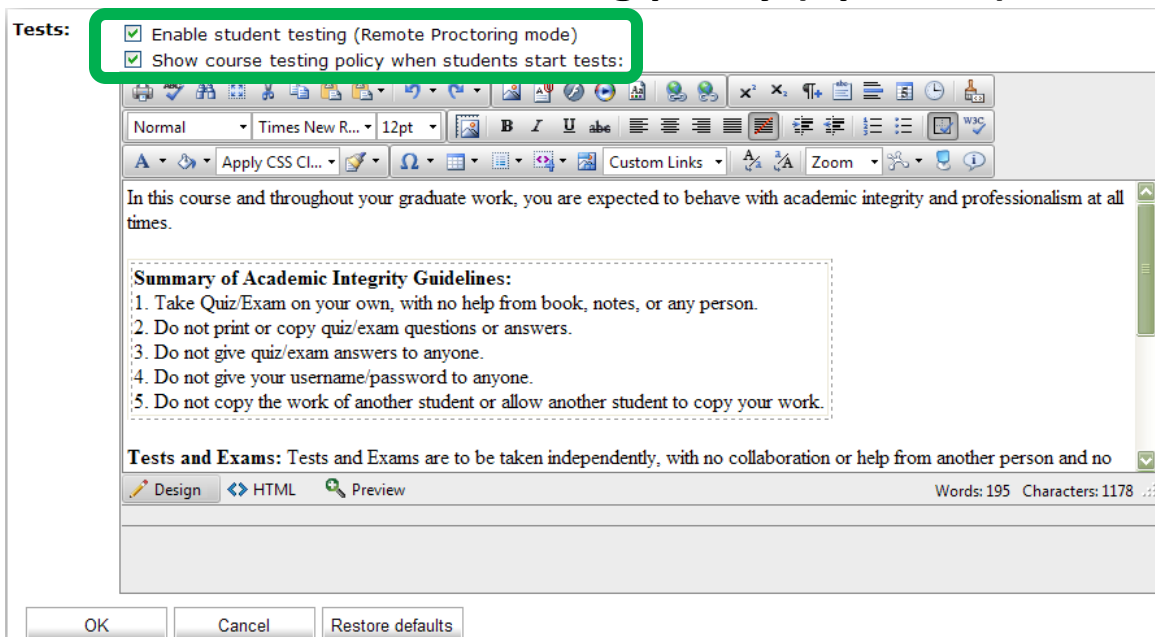 Tests:
Enable student testing (Remote Proctoring mode)
Show course testing policy when students start tests:
Normal Times New R... 12pt B I U abc W3C
A Apply CSS Cl... Ω Custom Links Zoom
In this course and throughout your graduate work, you are expected to behave with academic integrity and professionalism at all
times.
Summary of Academic Integrity Guidelines:
1. Take Quiz/Exam on your own, with no help from book, notes, or any person.
2. Do not print or copy quiz/exam questions or answers.
3. Do not give quiz/exam answers to anyone.
4. Do not give your username/password to anyone.
5. Do not copy the work of another student or allow another student to copy your work.
Tests and Exams: Tests and Exams are to be taken independently, with no collaboration or help from another person and no
Design HTML Preview Words: 195 Characters: 1178
OK Cancel Restore defaults